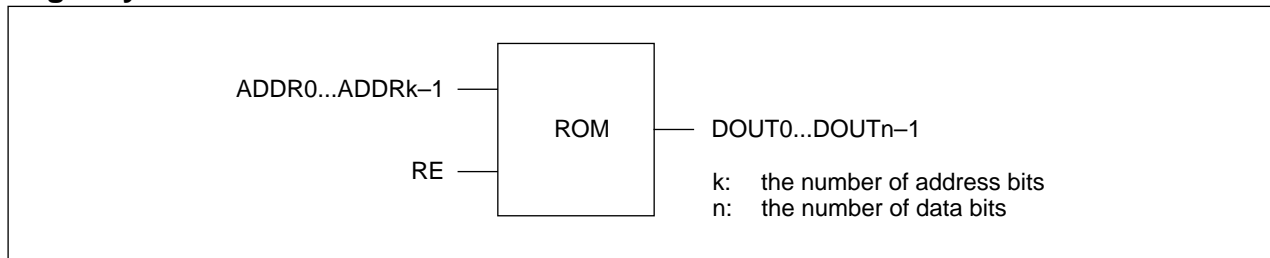 ADDR0...ADDRk–1
ROM
DOUT0...DOUTn–1
RE
k: the number of address bits
n: the number of data bits